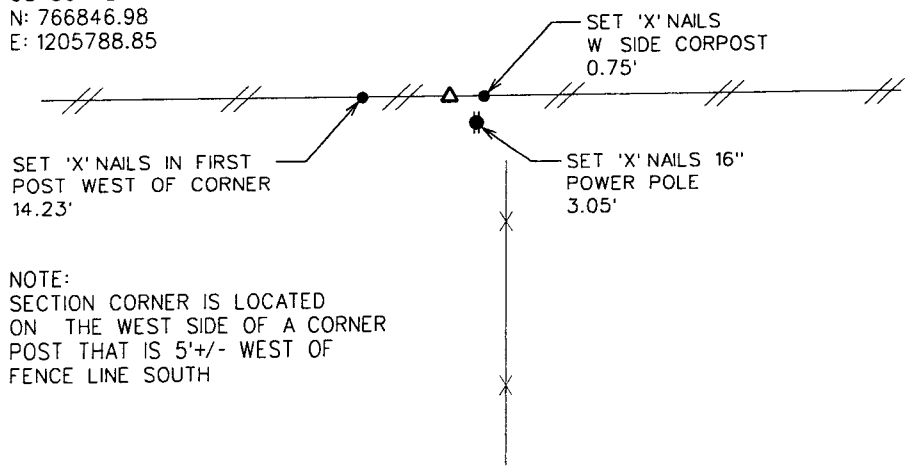 N: 766846.98
E: 1205788.85
SET 'X' NAILS
W SIDE CORPOST
0.75'
SET 'X' NAILS IN FIRST
POST WEST OF CORNER
14.23'
SET 'X' NAILS 16"
POWER POLE
3.05'
NOTE:
SECTION CORNER IS LOCATED
ON THE WEST SIDE OF A CORNER
POST THAT IS 5'+/- WEST OF
FENCE LINE SOUTH